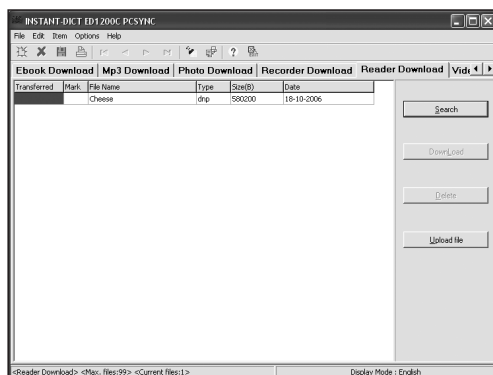 INSTANT-DICT ED1200C PCSYNC
File Edit Item Options Help
Ebook Download Mp3 Download Photo Download Recorder Download Reader Download Vide
Transferred Mark File Name Type Size(B) Date
Cheese dnp 580200 18-10-2006
Search
DownLoad
Delete
Upload file
<Reader Download> <Max. files:99> <Current files:1> Display Mode : English